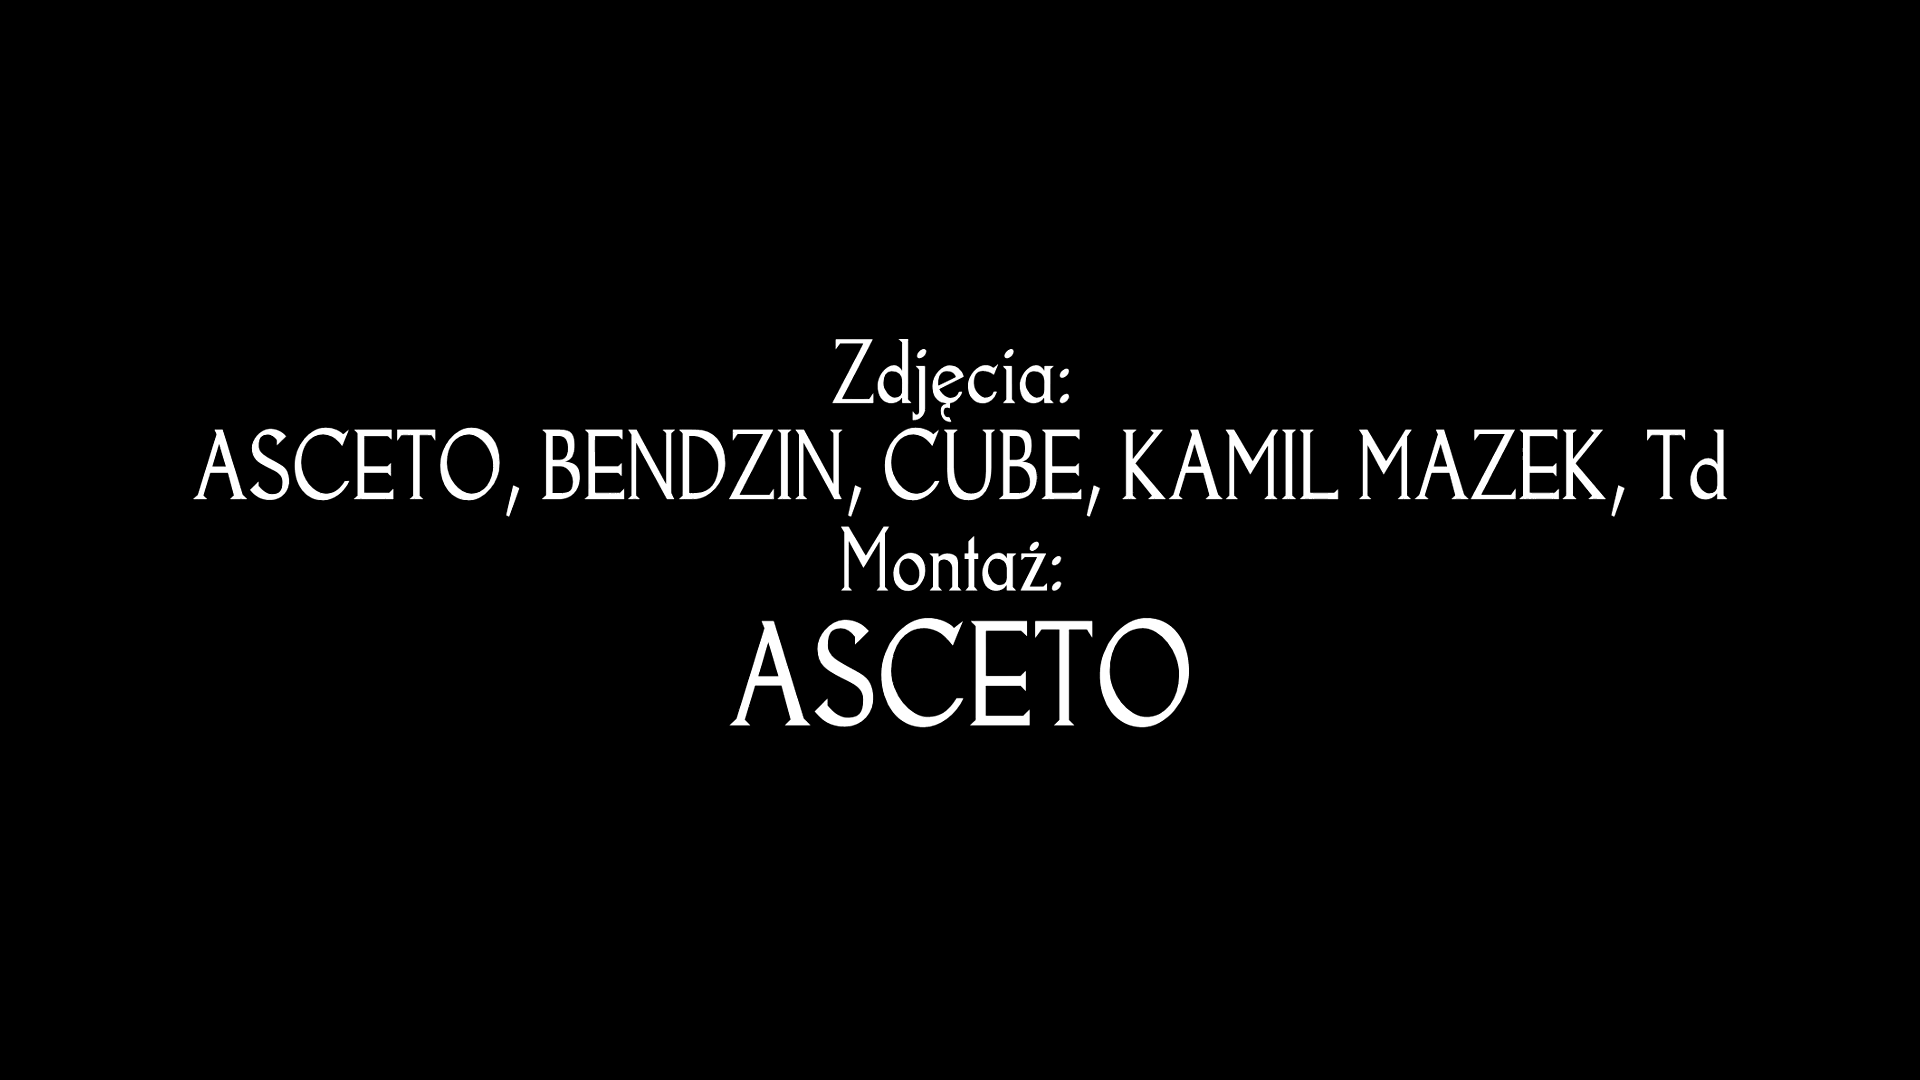 Zdjęcia:
ASCETO, BENDZIN, CUBE, KAMIL MAZEK, Td
Montaż:
ASCETO